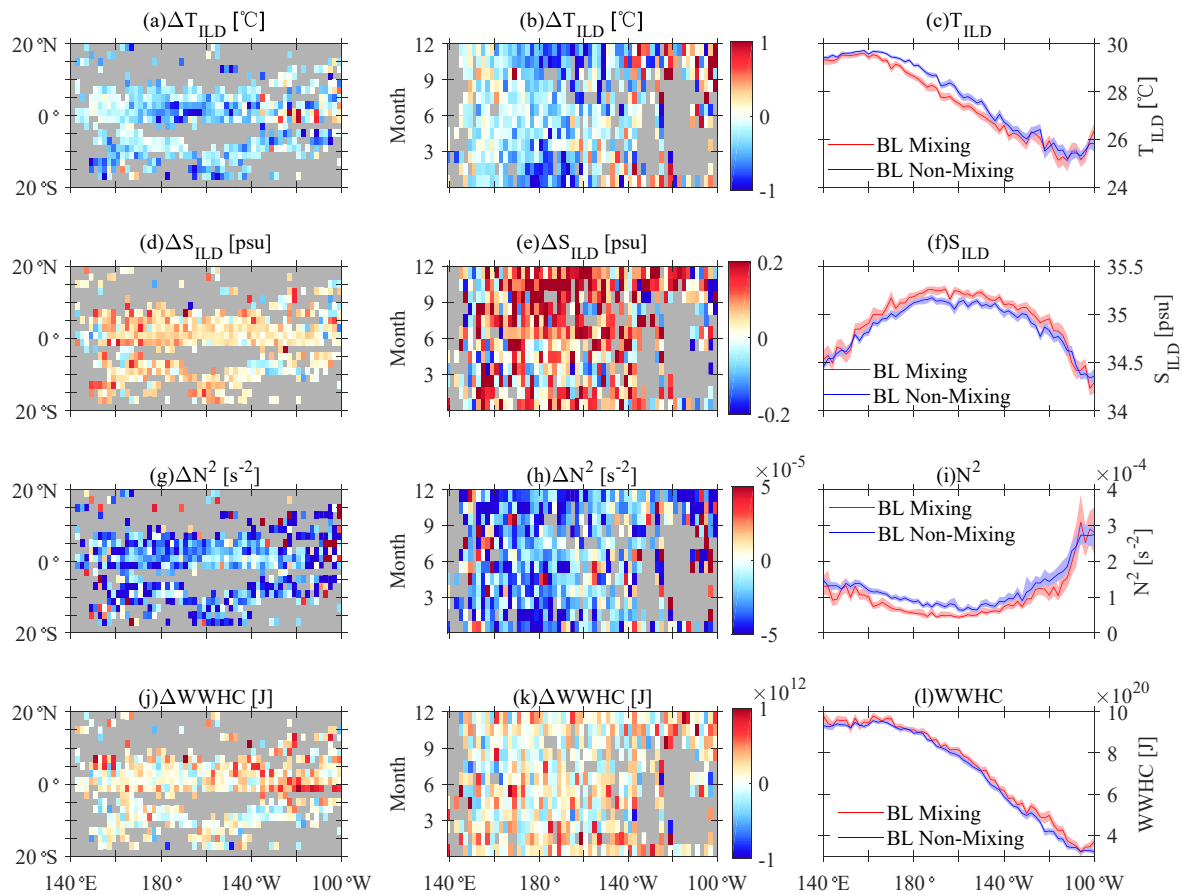 (a)ΔT_ILD [℃]
(b)ΔT_ILD [℃]
(c)T_ILD
20°N
0°
20°S
12
9
6
3
Month
1
0
-1
30
28
26
24
T_ILD [℃]
BL Mixing
BL Non-Mixing
(d)ΔS_ILD [psu]
(e)ΔS_ILD [psu]
(f)S_ILD
20°N
0°
20°S
12
9
6
3
Month
0.2
0
-0.2
35.5
35
34.5
34
S_ILD [psu]
BL Mixing
BL Non-Mixing
(g)ΔN² [s⁻²]
(h)ΔN² [s⁻²]
(i)N²
20°N
0°
20°S
12
9
6
3
Month
×10⁻⁵
5
0
-5
×10⁻⁴
4
3
2
1
0
N² [s⁻²]
BL Mixing
BL Non-Mixing
(j)ΔWWHC [J]
(k)ΔWWHC [J]
(l)WWHC
20°N
0°
20°S
140°E 180° 140°W 100°W
12
9
6
3
Month
140°E 180° 140°W 100°W
×10¹²
1
0
-1
×10²⁰
10
8
6
4
WWHC [J]
BL Mixing
BL Non-Mixing
140°E 180° 140°W 100°W